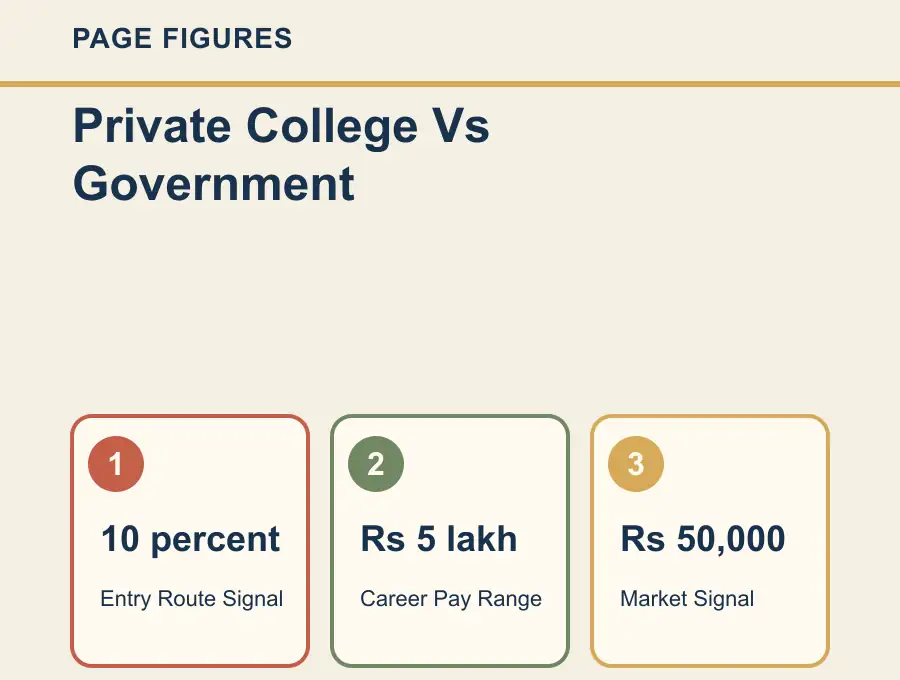 PAGE FIGURES
Private College Vs
Government
1
10 percent
Entry Route Signal
2
Rs 5 lakh
Career Pay Range
3
Rs 50,000
Market Signal